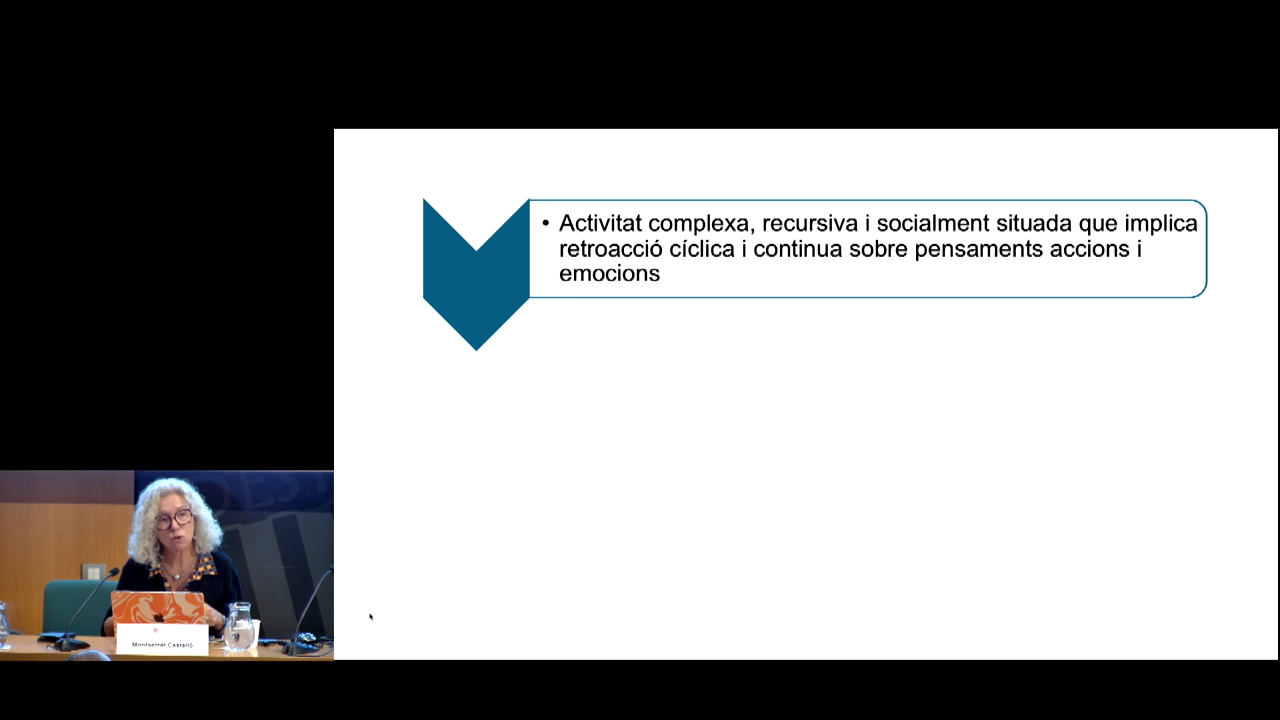 • Activitat complexa, recursiva i socialment situada que implica
retroacció cíclica i continua sobre pensaments accions i
emocions
Montserrat Castelló